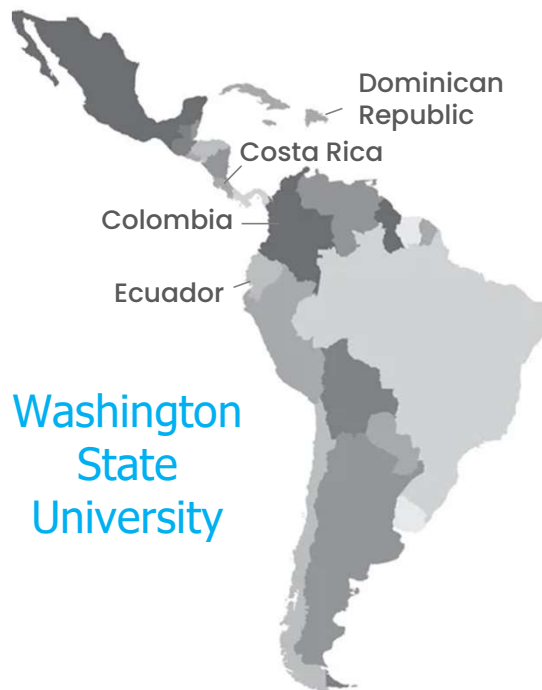 Dominican
Republic
Costa Rica
Colombia
Ecuador
Washington
State
University